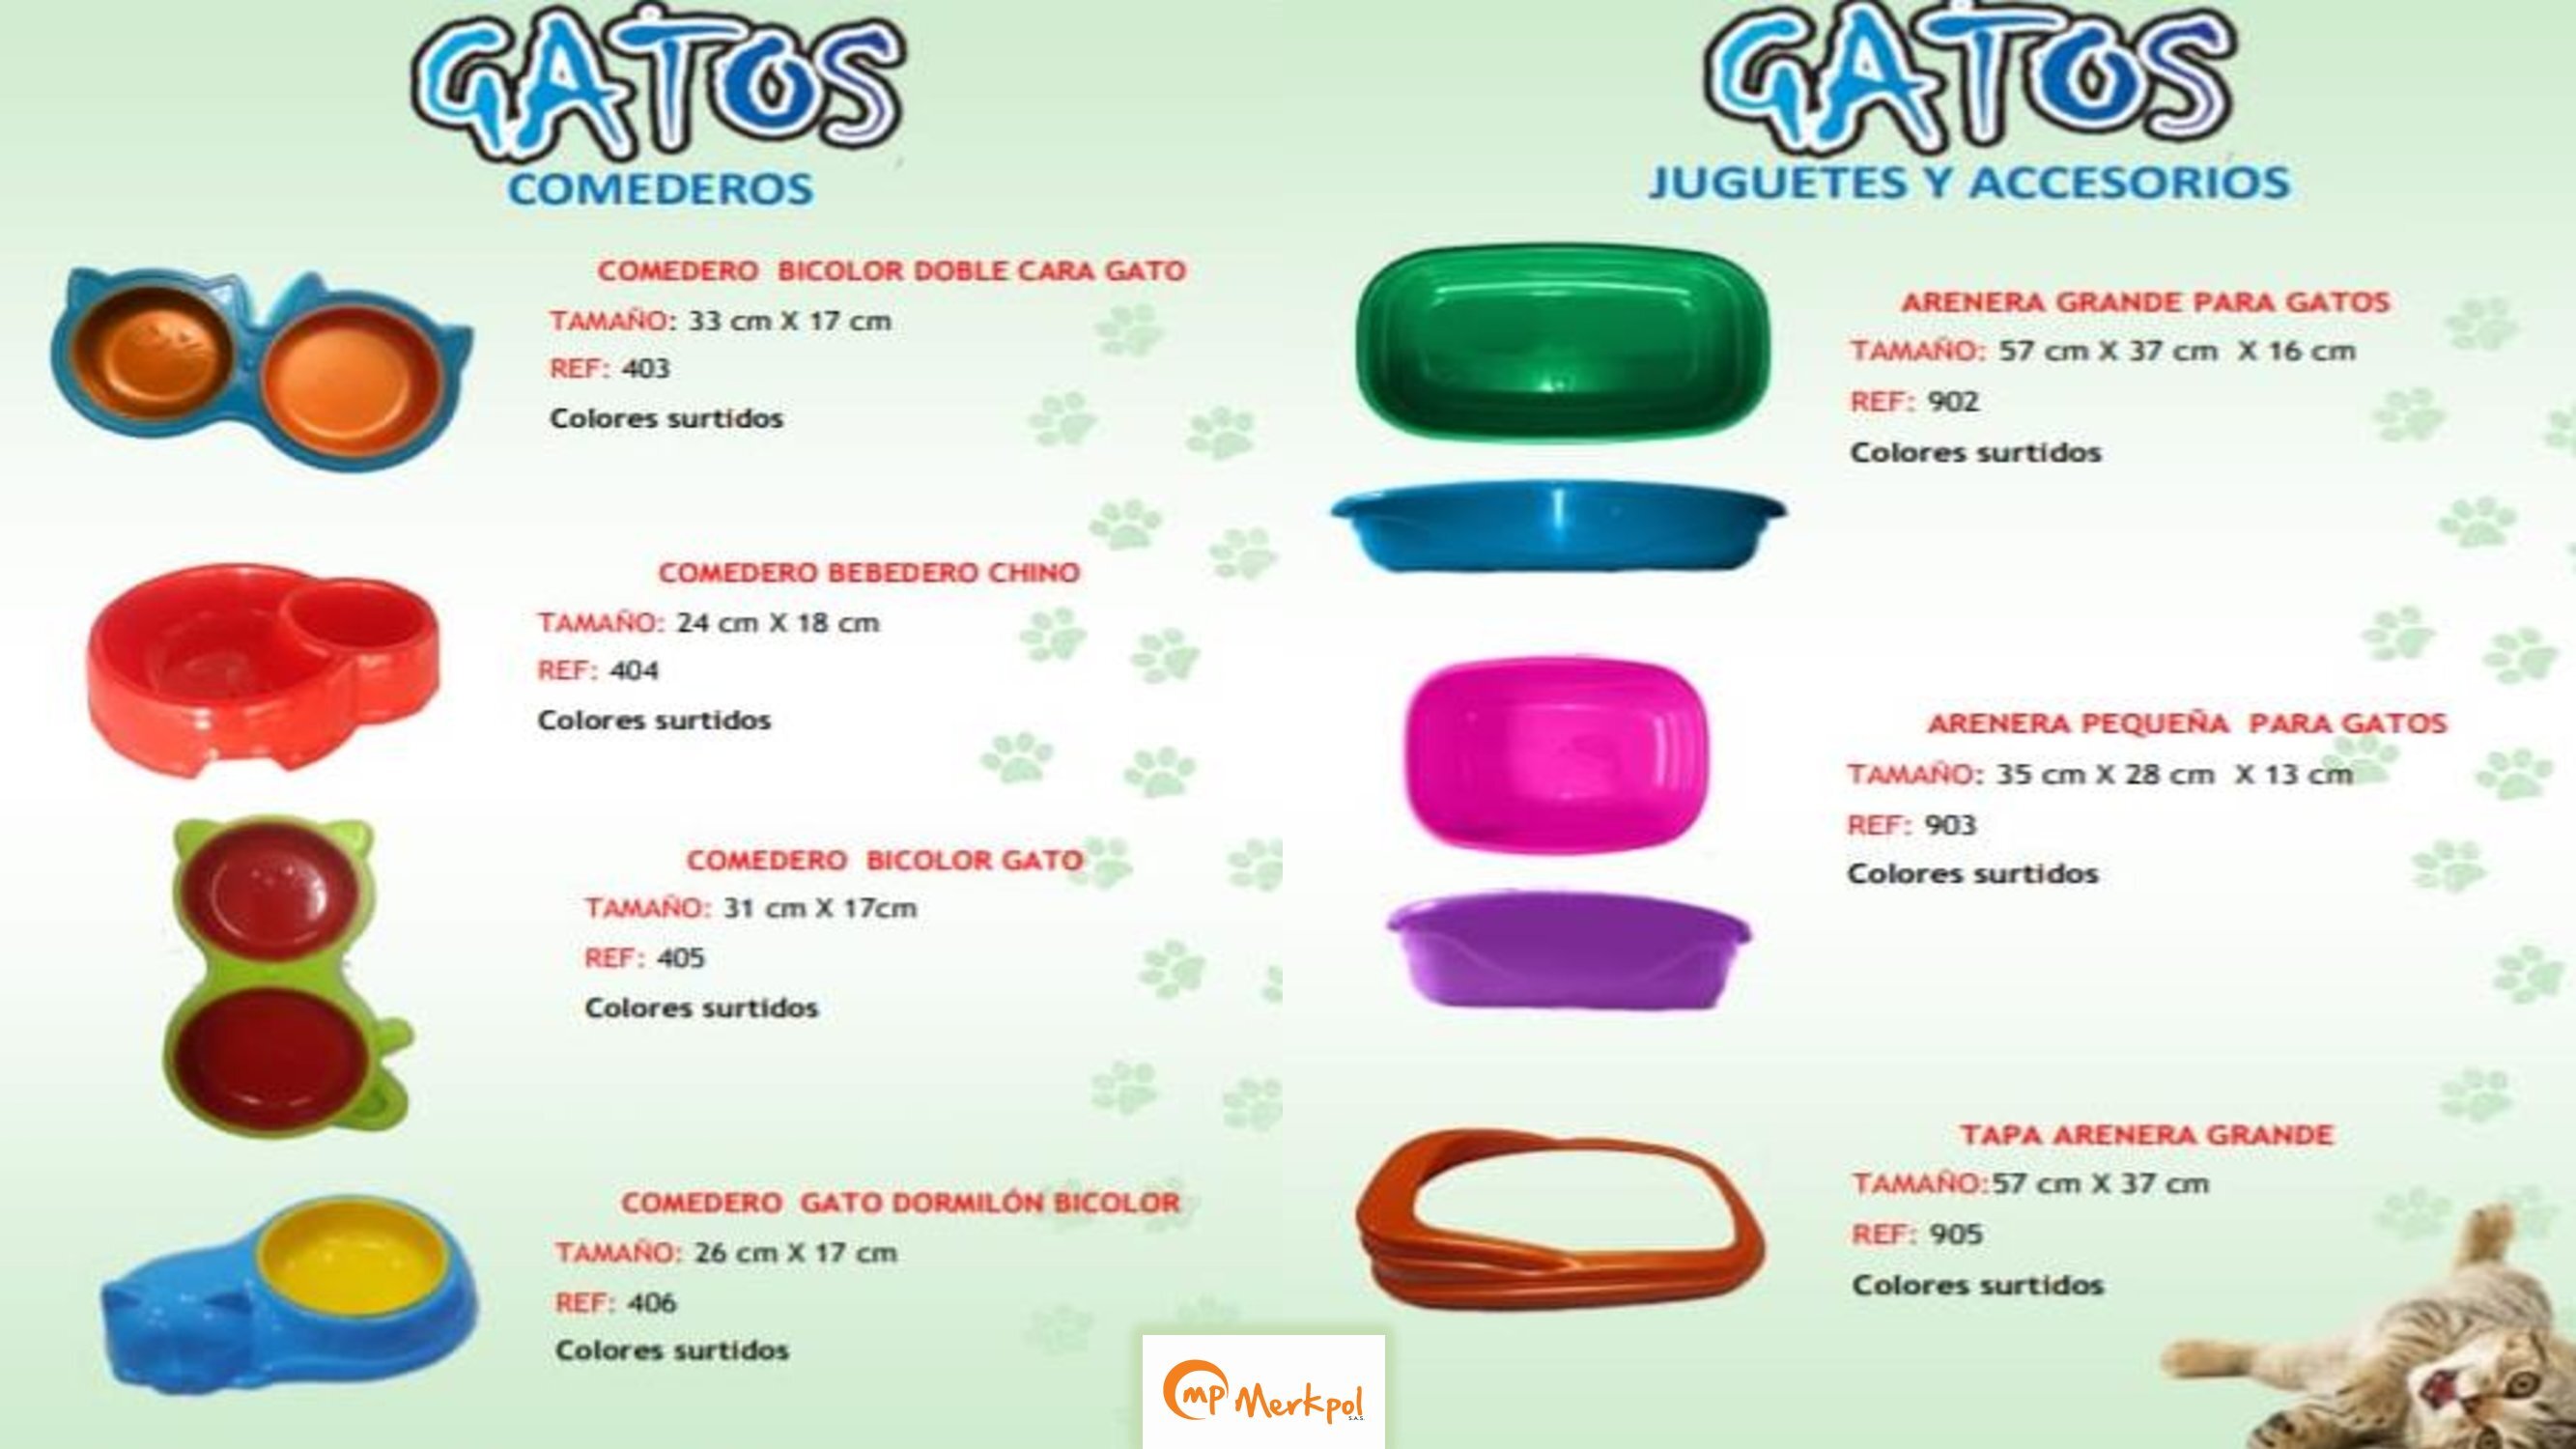 GATOS
COMEDEROS
COMEDERO BICOLOR DOBLE CARA GATO
TAMAÑO: 33 cm X 17 cm
REF: 403
Colores surtidos
COMEDERO BEBEDERO CHINO
TAMAÑO: 24 cm X 18 cm
REF: 404
Colores surtidos
COMEDERO BICOLOR GATO
TAMAÑO: 31 cm X 17cm
REF: 405
Colores surtidos
COMEDERO GATO DORMILÓN BICOLOR
TAMAÑO: 26 cm X 17 cm
REF: 406
Colores surtidos
GATOS
JUGUETES Y ACCESORIOS
ARENERA GRANDE PARA GATOS
TAMAÑO: 57 cm X 37 cm X 16 cm
REF: 902
Colores surtidos
ARENERA PEQUEÑA PARA GATOS
TAMAÑO: 35 cm X 28 cm X 13 cm
REF: 903
Colores surtidos
TAPA ARENERA GRANDE
TAMAÑO:57 cm X 37 cm
REF: 905
Colores surtidos
mp Merkpol
S.A.S.